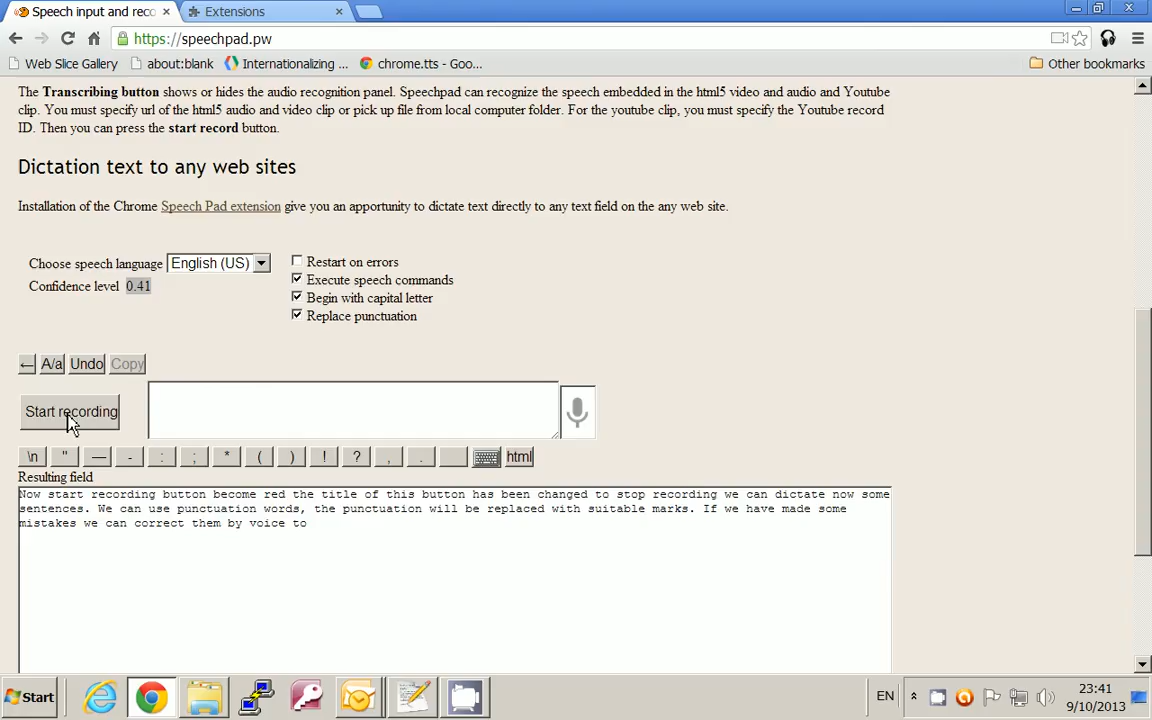 Speech input and reco
Extensions
https://speechpad.pw
Web Slice Gallery
about:blank
Internationalizing ...
chrome.tts - Goo...
Other bookmarks
The Transcribing button shows or hides the audio recognition panel. Speechpad can recognize the speech embedded in the html5 video and audio and Youtube
clip. You must specify url of the html5 audio and video clip or pick up file from local computer folder. For the youtube clip, you must specify the Youtube record
ID. Then you can press the start record button.
Dictation text to any web sites
Installation of the Chrome Speech Pad extension give you an apportunity to dictate text directly to any text field on the any web site.
Choose speech language English (US)
Confidence level 0.41
Restart on errors
Execute speech commands
Begin with capital letter
Replace punctuation
← A/a Undo Copy
Start recording
\n " — - : ; * ( ) ! ? , . html
Resulting field
Now start recording button become red the title of this button has been changed to stop recording we can dictate now some
sentences. We can use punctuation words, the punctuation will be replaced with suitable marks. If we have made some
mistakes we can correct them by voice to
Start
EN
23:41
9/10/2013